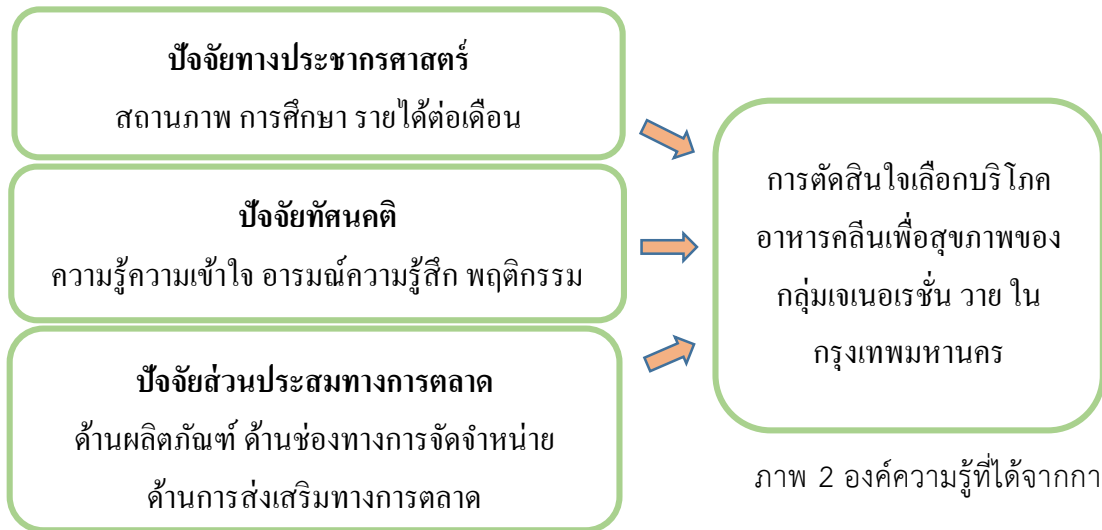 ปัจจัยทางประชากรศาสตร์
สถานภาพ การศึกษา รายได้ต่อเดือน
ปัจจัยทัศนคติ
ความรู้ความเข้าใจ อารมณ์ความรู้สึก พฤติกรรม
ปัจจัยส่วนประสมทางการตลาด
ด้านผลิตภัณฑ์ ด้านช่องทางการจัดจำหน่าย
ด้านการส่งเสริมทางการตลาด
การตัดสินใจเลือกบริโภค
อาหารคลีนเพื่อสุขภาพของ
กลุ่มเจเนอเรชั่น วาย ใน
กรุงเทพมหานคร
ภาพ 2 องค์ความรู้ที่ได้จากกา